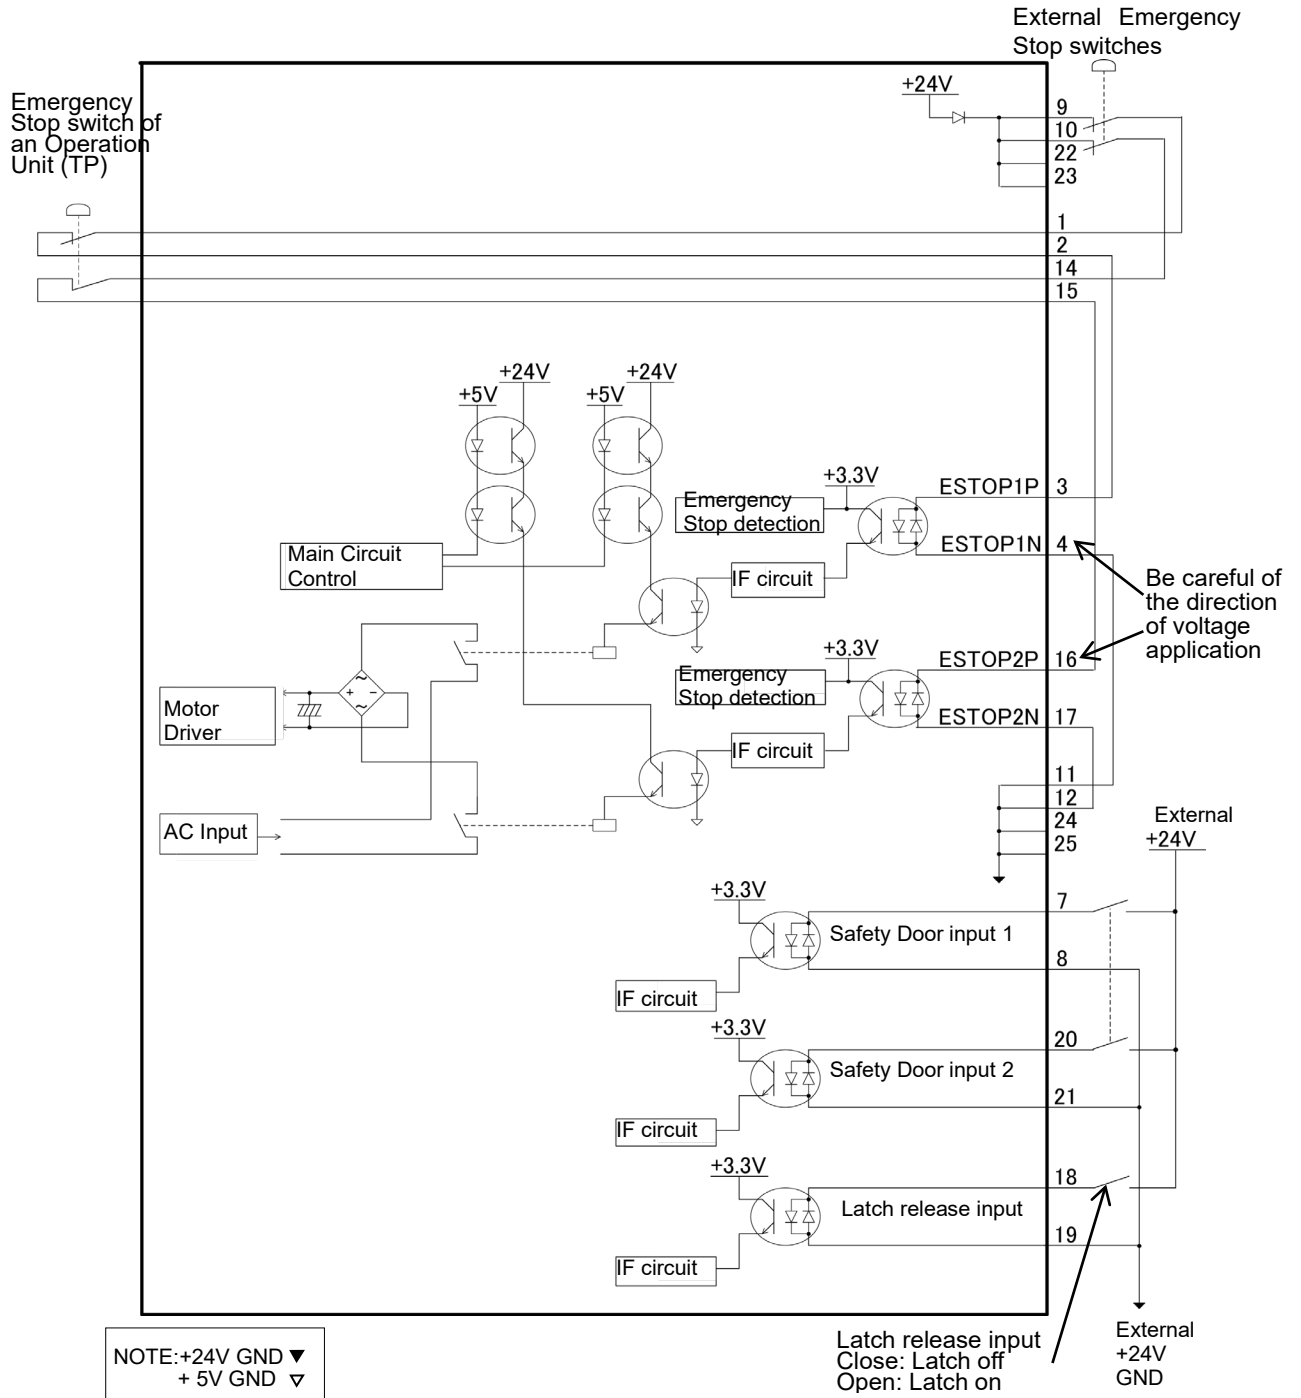 External Emergency
Stop switches
+24V
Emergency
Stop switch of
an Operation
Unit (TP)
9
10
22
23
1
2
14
15
+24V
+24V
+5V
+5V
+3.3V
Emergency
Stop detection
ESTOP1P 3
ESTOP1N 4
Main Circuit
Control
IF circuit
Be careful of
the direction
of voltage
application
+3.3V
ESTOP2P 16
Emergency
Stop detection
Motor
Driver
~
+ -
~
ESTOP2N 17
IF circuit
11
12
24
25
AC Input
External
+24V
+3.3V
7
Safety Door input 1
8
IF circuit
+3.3V
20
Safety Door input 2
21
IF circuit
+3.3V
18
Latch release input
19
IF circuit
External
+24V
GND
Latch release input
Close: Latch off
Open: Latch on
NOTE:+24V GND ▼
+ 5V GND ▽